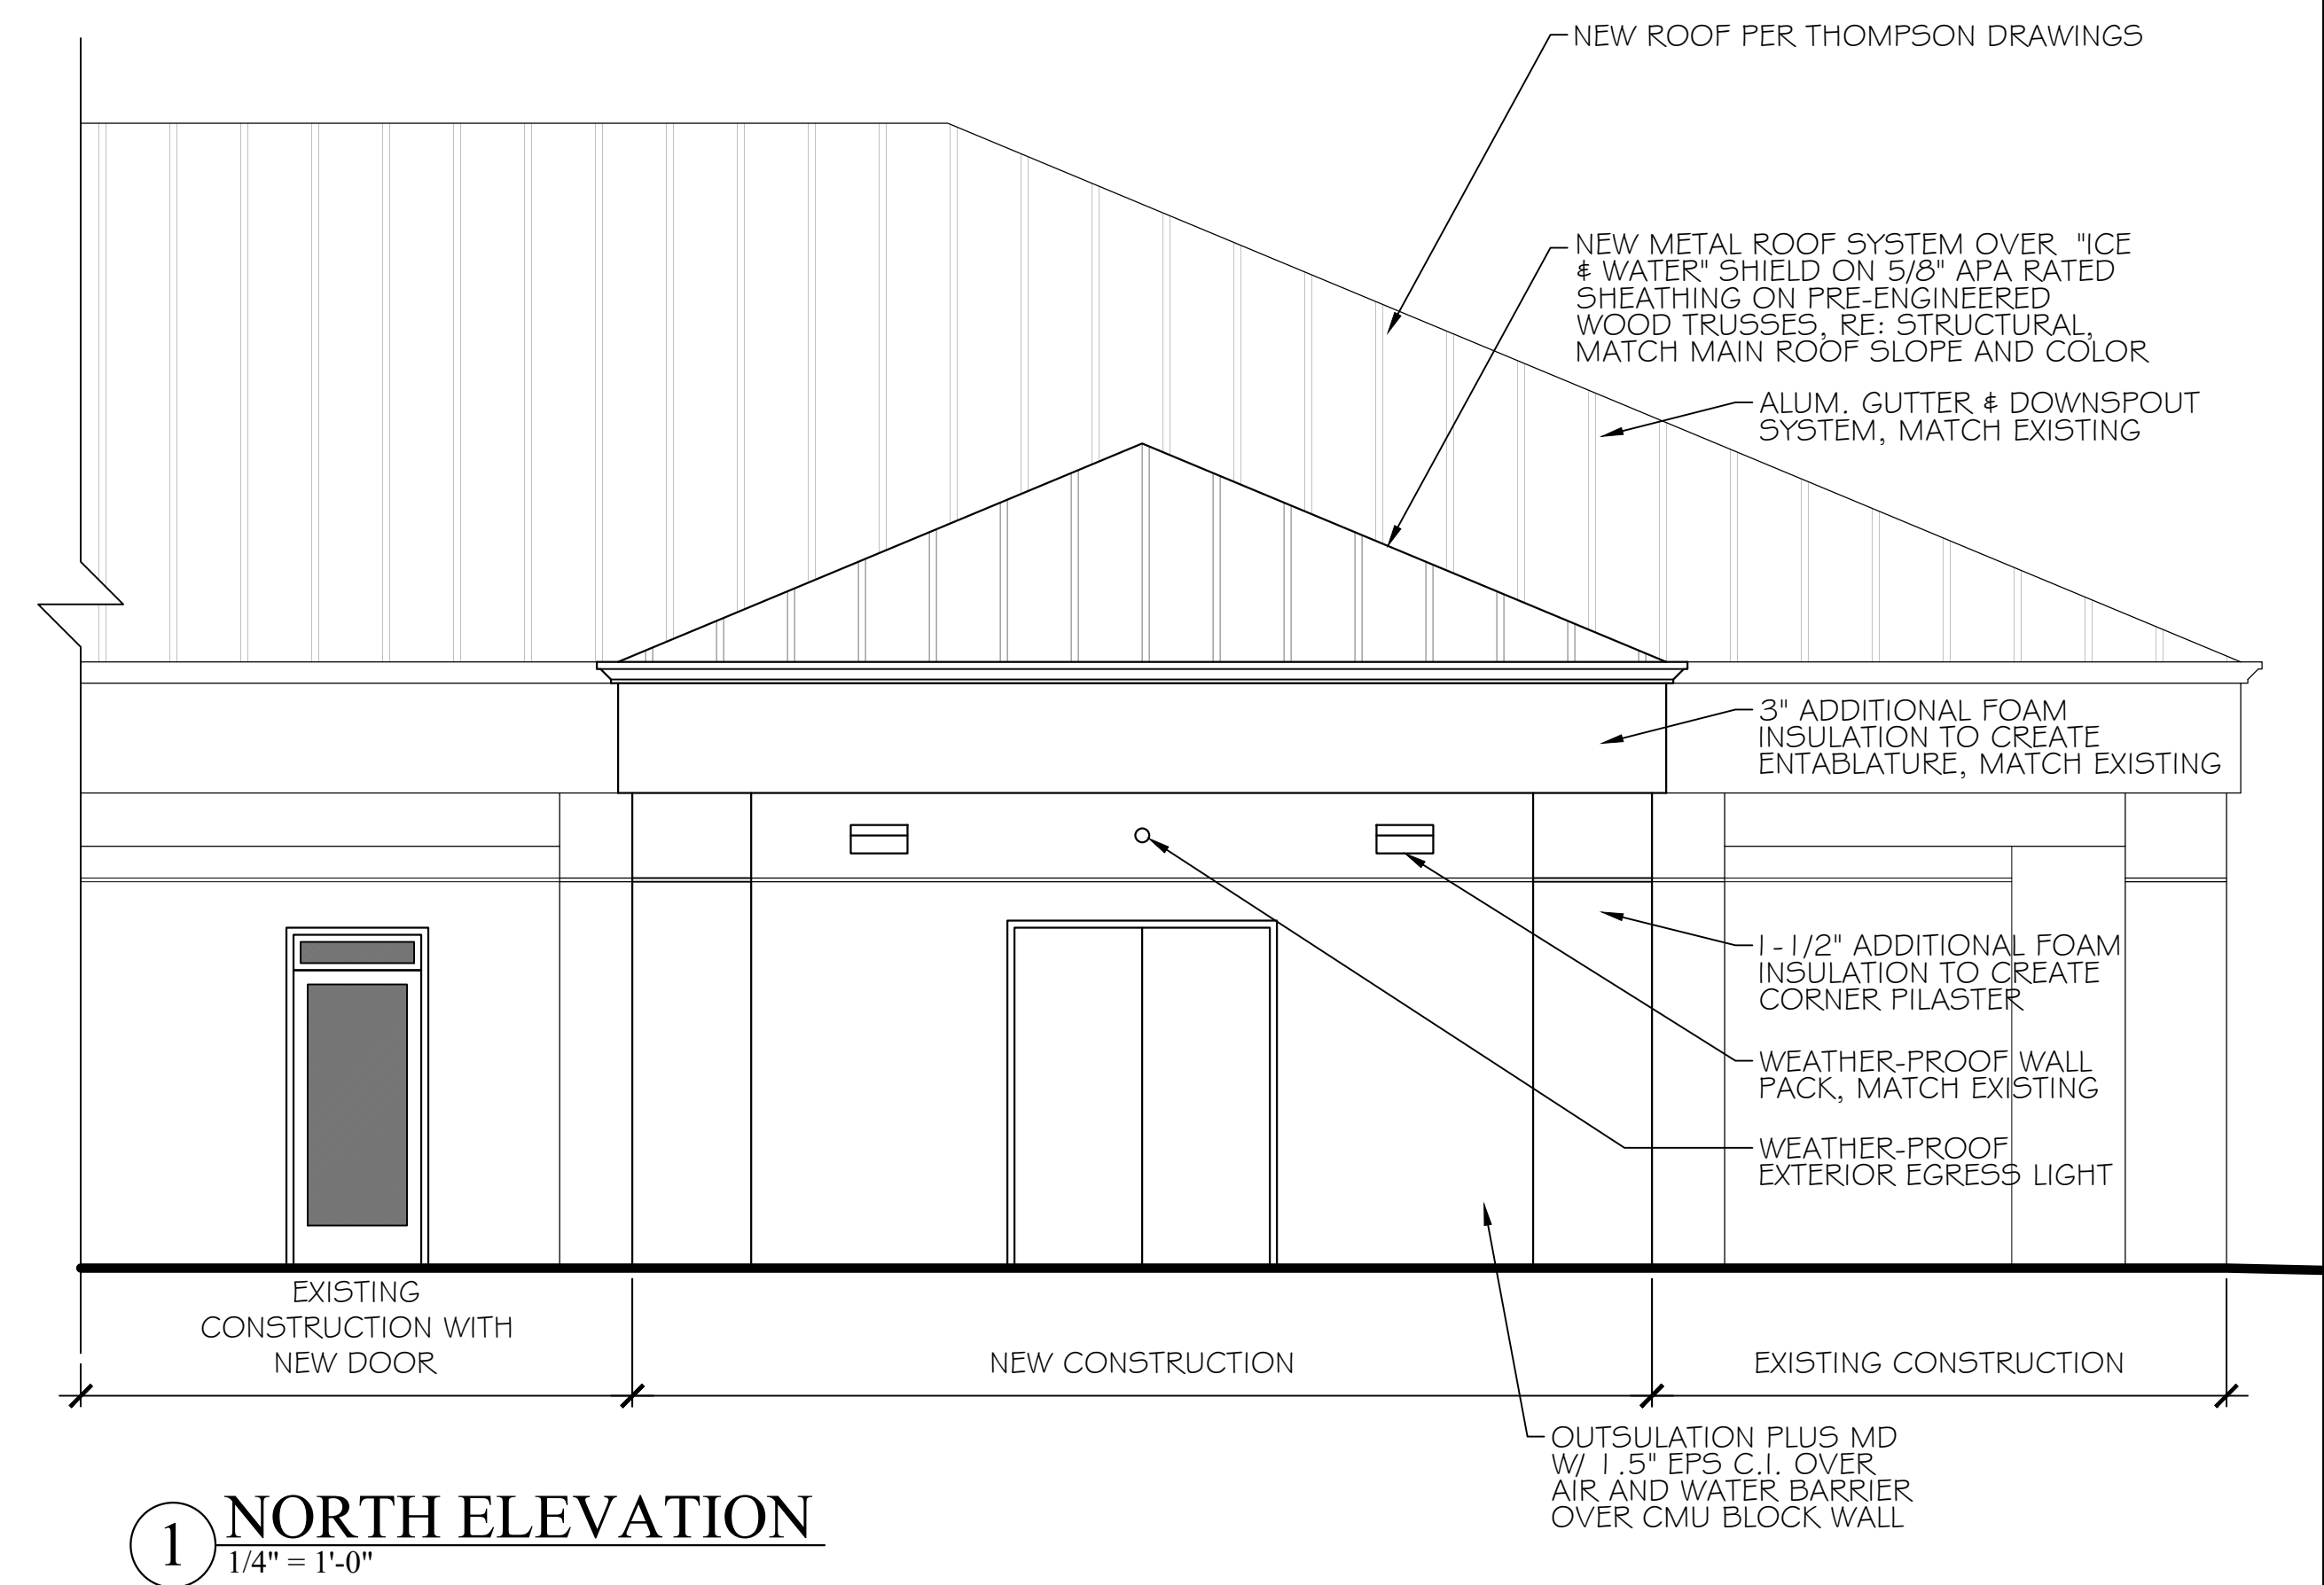 NEW ROOF PER THOMPSON DRAWINGS
NEW METAL ROOF SYSTEM OVER "ICE
& WATER" SHIELD ON 5/8" APA RATED
SHEATHING ON PRE-ENGINEERED
WOOD TRUSSES, RE: STRUCTURAL,
MATCH MAIN ROOF SLOPE AND COLOR
ALUM. GUTTER & DOWNSPOUT
SYSTEM, MATCH EXISTING
3" ADDITIONAL FOAM
INSULATION TO CREATE
ENTABLATURE, MATCH EXISTING
1-1/2" ADDITIONAL FOAM
INSULATION TO CREATE
CORNER PILASTER
WEATHER-PROOF WALL
PACK, MATCH EXISTING
WEATHER-PROOF
EXTERIOR EGRESS LIGHT
EXISTING
CONSTRUCTION WITH
NEW DOOR
NEW CONSTRUCTION
EXISTING CONSTRUCTION
OUTSULATION PLUS MD
W/ 1.5" EPS C.I. OVER
AIR AND WATER BARRIER
OVER CMU BLOCK WALL
1 NORTH ELEVATION
1/4" = 1'-0"